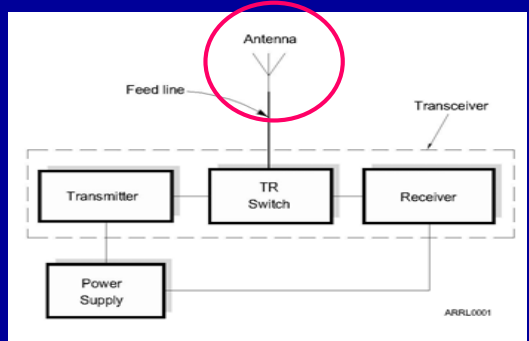 Antenna
Feed line
Transceiver
Transmitter
TR
Switch
Receiver
Power
Supply
ARRL0001